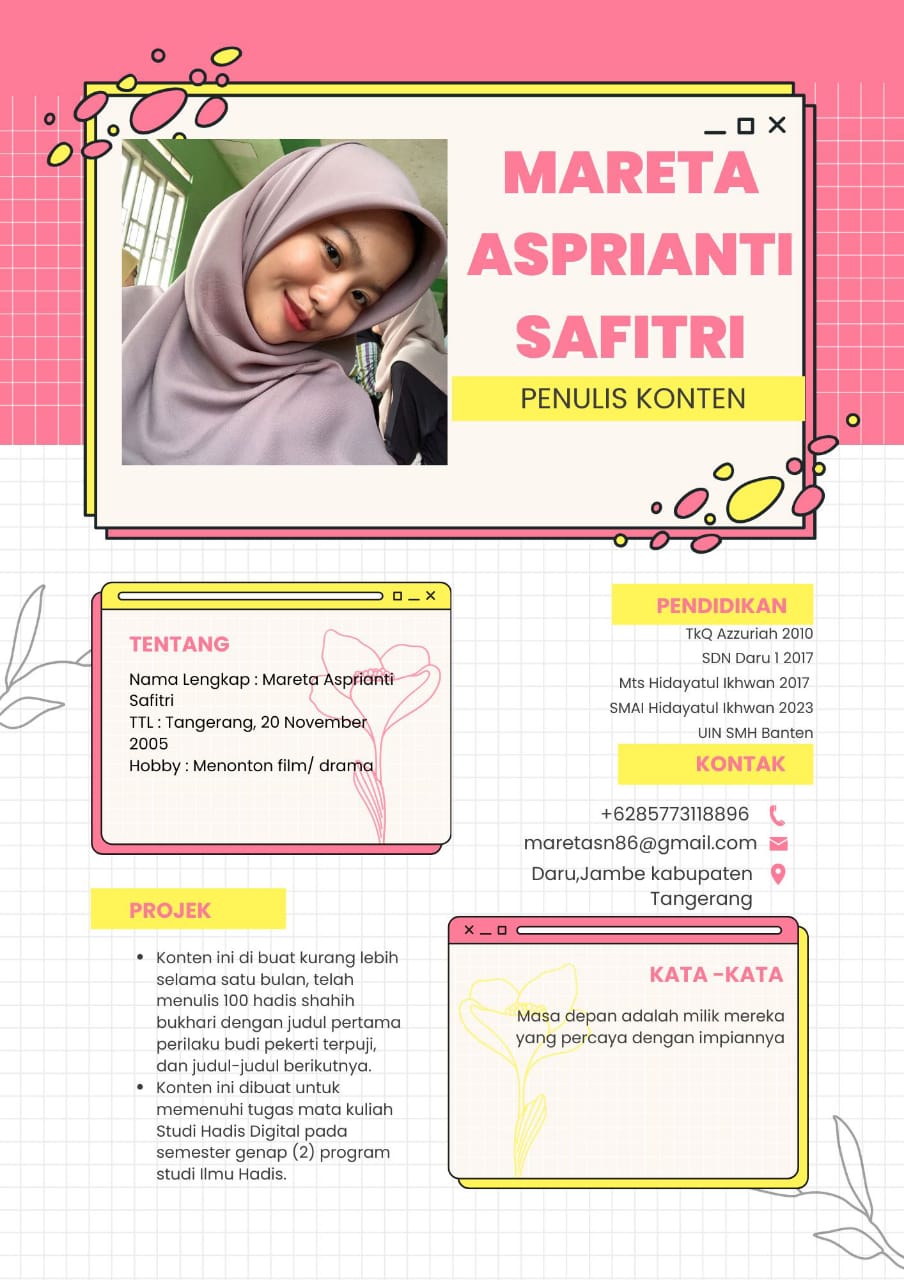 MARETA
ASPRIANTI
SAFITRI
PENULIS KONTEN
TENTANG
Nama Lengkap : Mareta Asprianti
Safitri
TTL : Tangerang, 20 November
2005
Hobby : Menonton film/ drama
PENDIDIKAN
TkQ Azzuriah 2010
SDN Daru 1 2017
Mts Hidayatul Ikhwan 2017
SMAI Hidayatul Ikhwan 2023
UIN SMH Banten
KONTAK
+6285773118896
maretasn86@gmail.com
Daru,Jambe kabupaten
Tangerang
PROJEK
• Konten ini di buat kurang lebih
selama satu bulan, telah
menulis 100 hadis shahih
bukhari dengan judul pertama
perilaku budi pekerti terpuji,
dan judul-judul berikutnya.
• Konten ini dibuat untuk
memenuhi tugas mata kuliah
Studi Hadis Digital pada
semester genap (2) program
studi Ilmu Hadis.
KATA -KATA
Masa depan adalah milik mereka
yang percaya dengan impiannya